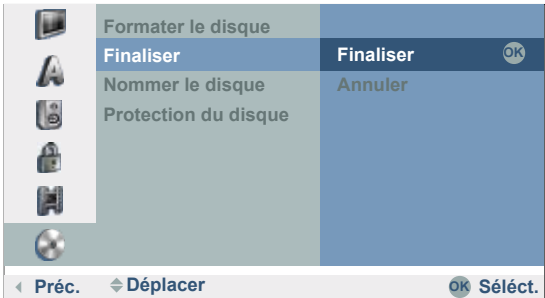 Formater le disque
Finaliser Finaliser OK
Nommer le disque Annuler
Protection du disque
Préc. Déplacer OK Séléct.